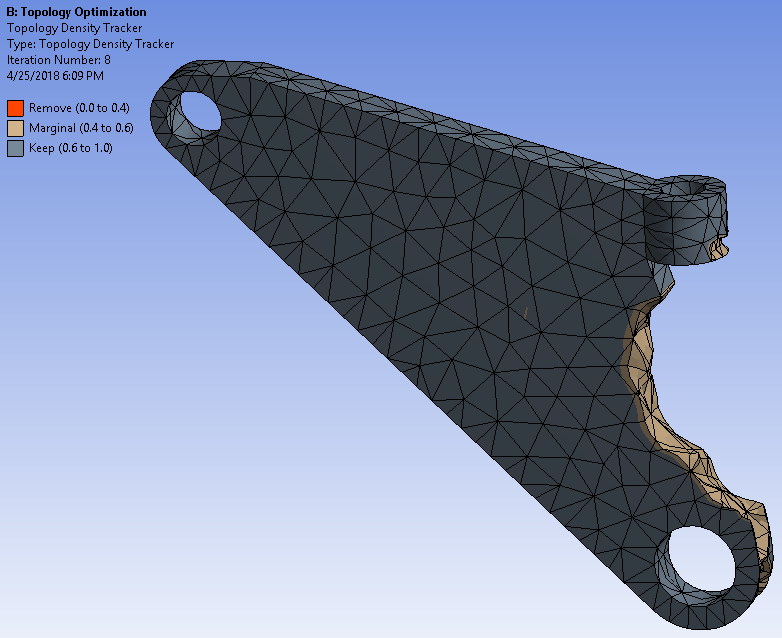 B: Topology Optimization
Topology Density Tracker
Type: Topology Density Tracker
Iteration Number: 8
4/25/2018 6:09 PM
Remove (0.0 to 0.4)
Marginal (0.4 to 0.6)
Keep (0.6 to 1.0)